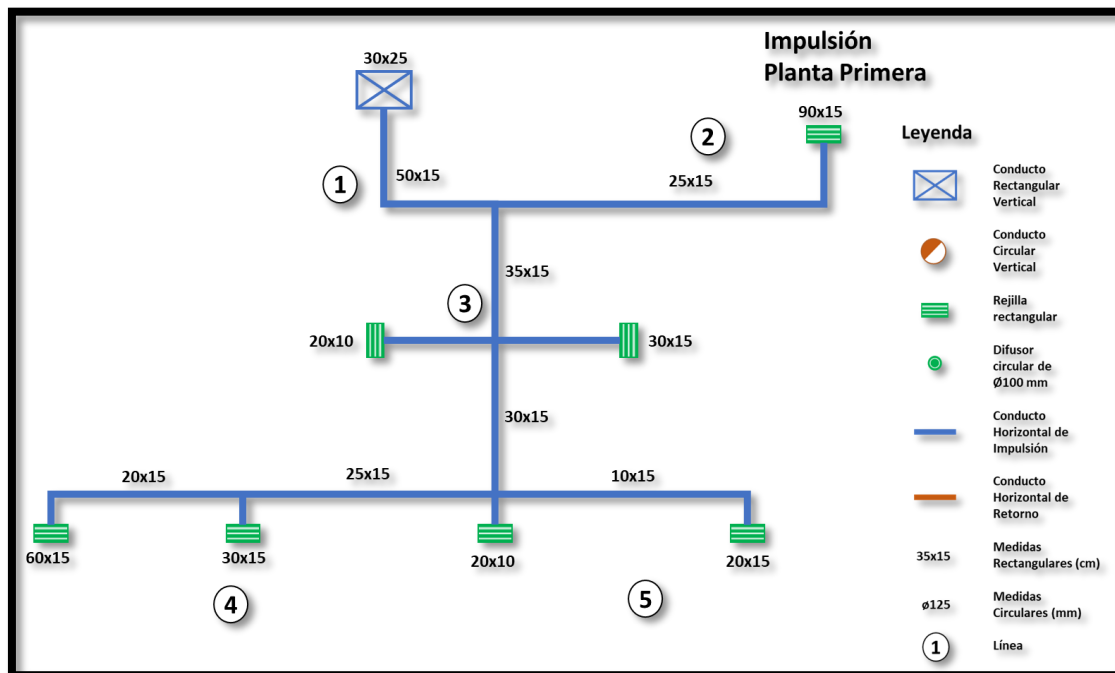 Impulsión
Planta Primera
30x25
90x15
2
1
50x15
25x15
35x15
3
20x10
30x15
30x15
20x15
25x15
10x15
60x15
30x15
20x10
20x15
4
5
Leyenda
Conducto
Rectangular
Vertical
Conducto
Circular
Vertical
Rejilla
rectangular
Difusor
circular de
Ø100 mm
Conducto
Horizontal de
Impulsión
Conducto
Horizontal de
Retorno
35x15
Medidas
Rectangulares (cm)
ø125
Medidas
Circulares (mm)
1
Línea